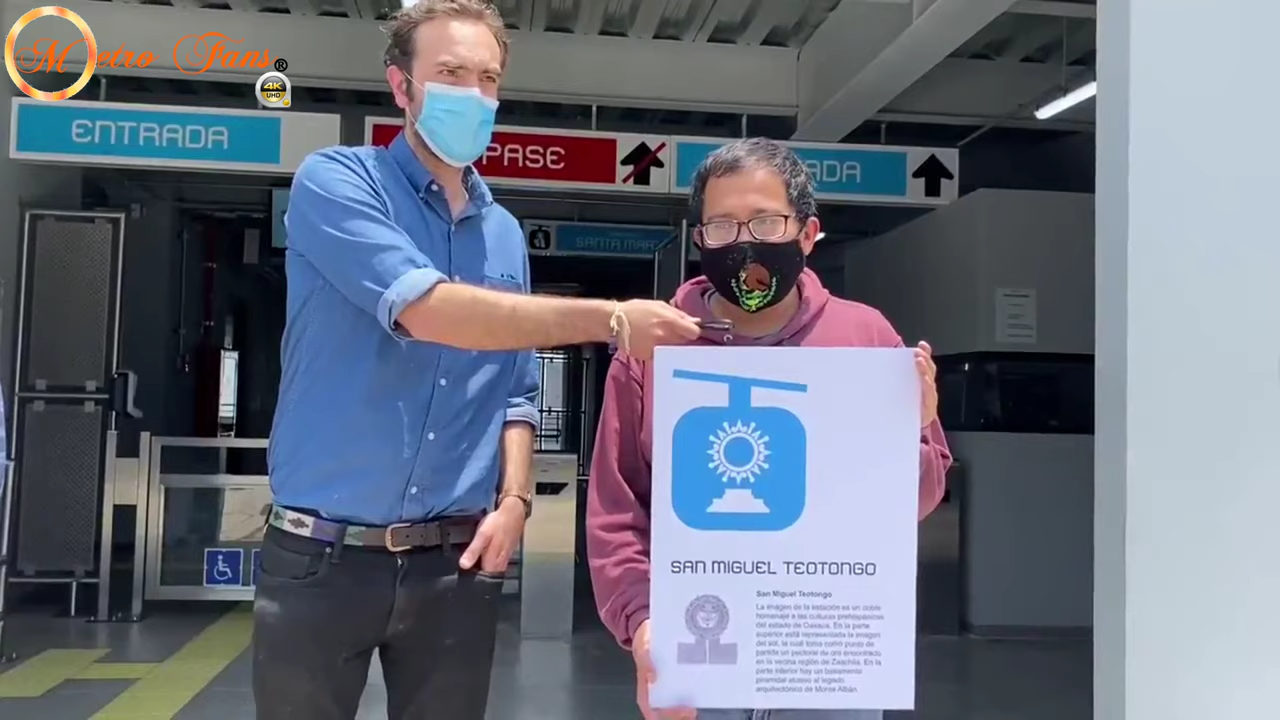 Metro Fans®
4K
UHD
ENTRADA
PASE
ADA
SANTA MAR
SAN MIGUEL TEOTONGO
San Miguel Teotongo
La imagen de la estación es un doble
homenaje a las culturas prehispánicas
del estado de Oaxaca. En la parte
superior está representada la imagen
del sol, la cual toma como punto de
partida un pectoral de oro encontrado
en la vecina región de Zaachila. En la
parte inferior hay un basamento
piramidal alusivo al legado
arquitectónico de Monte Albán